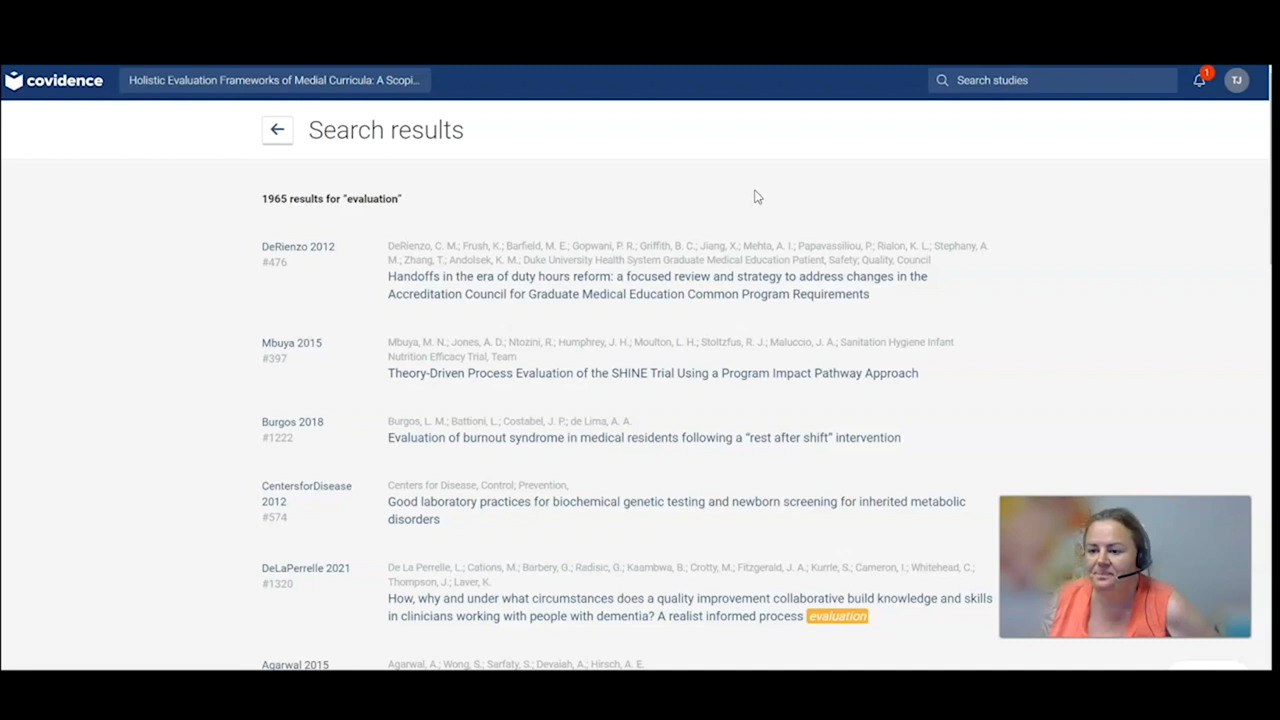 covidence
Holistic Evaluation Frameworks of Medial Curricula: A Scopi...
Search studies
1
TJ
Search results
1965 results for "evaluation"
DeRienzo 2012
#476
DeRienzo, C. M.; Frush, K.; Barfield, M. E.; Gopwani, P. R.; Griffith, B. C.; Jiang, X.; Mehta, A. I.; Papavassiliou, P.; Rialon, K. L.; Stephany, A.
M.; Zhang, T.; Andolsek, K. M.; Duke University Health System Graduate Medical Education Patient, Safety; Quality, Council
Handoffs in the era of duty hours reform: a focused review and strategy to address changes in the
Accreditation Council for Graduate Medical Education Common Program Requirements
Mbuya 2015
#397
Mbuya, M. N.; Jones, A. D.; Ntozini, R.; Humphrey, J. H.; Moulton, L. H.; Stoltzfus, R. J.; Maluccio, J. A.; Sanitation Hygiene Infant
Nutrition Efficacy Trial, Team
Theory-Driven Process Evaluation of the SHINE Trial Using a Program Impact Pathway Approach
Burgos 2018
#1222
Burgos, L. M.; Battioni, L.; Costabel, J. P.; de Lima, A. A.
Evaluation of burnout syndrome in medical residents following a “rest after shift” intervention
CentersforDisease
2012
#574
Centers for Disease, Control; Prevention,
Good laboratory practices for biochemical genetic testing and newborn screening for inherited metabolic
disorders
DeLaPerrelle 2021
#1320
De La Perrelle, L.; Cations, M.; Barbery, G.; Radisic, G.; Kaambwa, B.; Crotty, M.; Fitzgerald, J. A.; Kurrle, S.; Cameron, I.; Whitehead, C.;
Thompson, J.; Laver, K.
How, why and under what circumstances does a quality improvement collaborative build knowledge and skills
in clinicians working with people with dementia? A realist informed process evaluation
Agarwal 2015
Agarwal, A.; Wong, S.; Sarfaty, S.; Devaiah, A.; Hirsch, A. E.